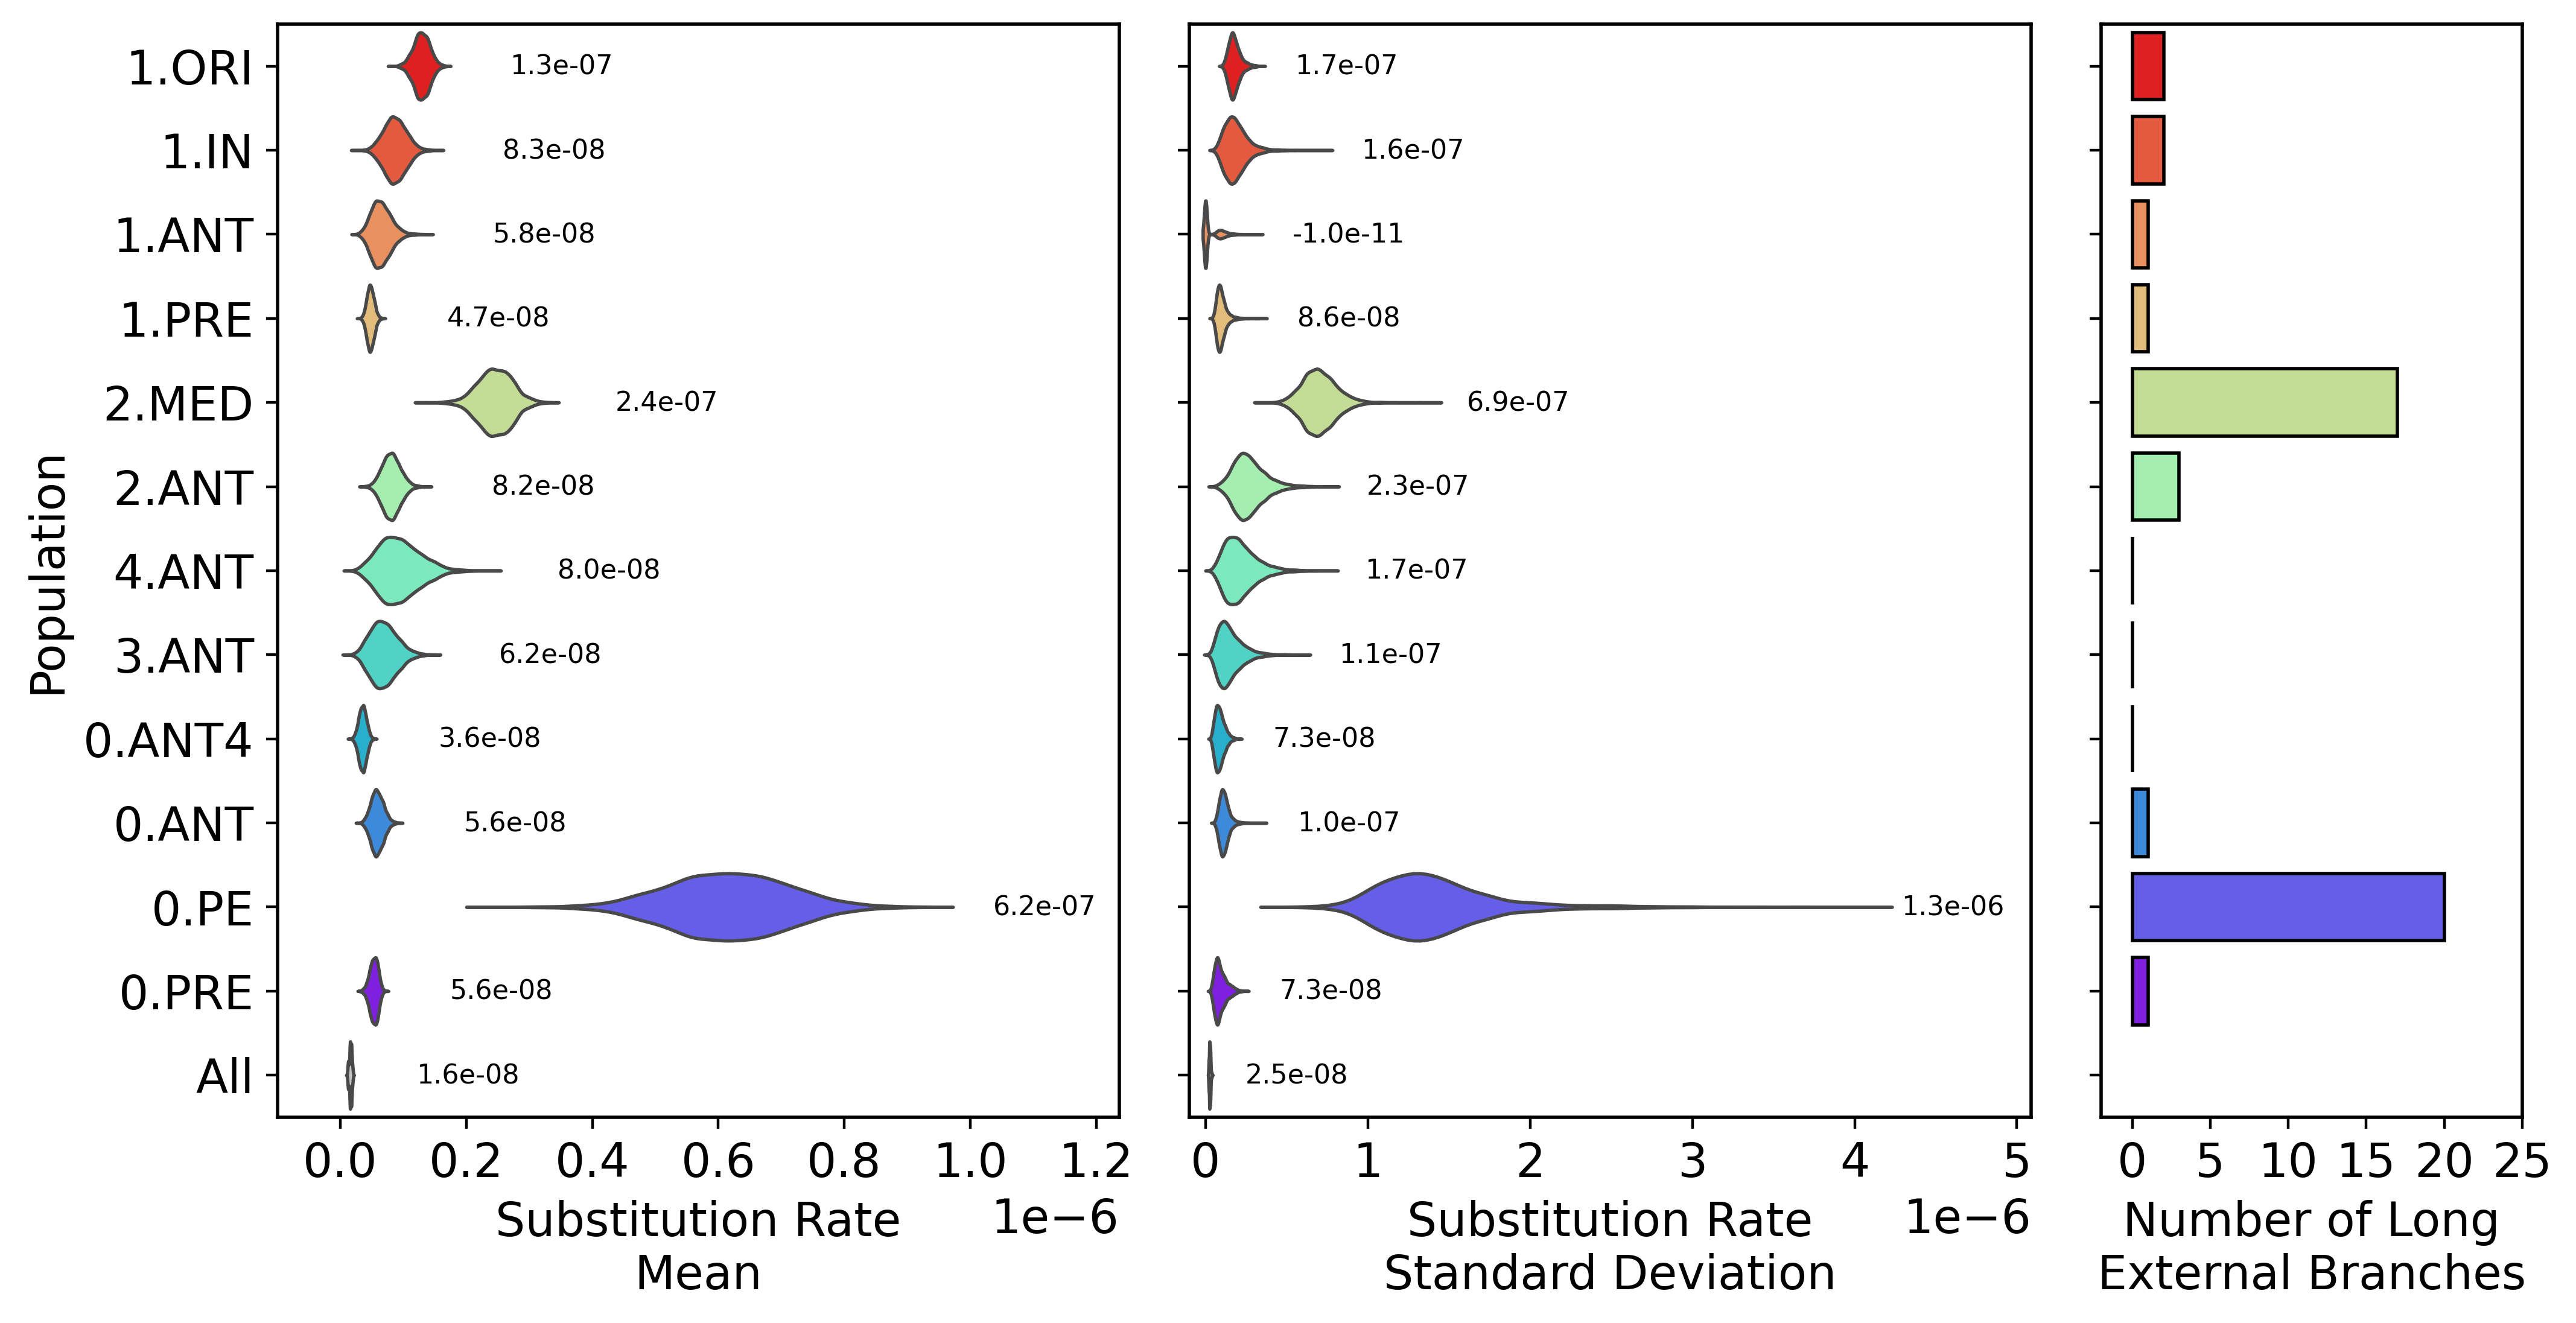 Population
1.ORI
1.IN
1.ANT
1.PRE
2.MED
2.ANT
4.ANT
3.ANT
0.ANT4
0.ANT
0.PE
0.PRE
All
1.3e-07
8.3e-08
5.8e-08
4.7e-08
2.4e-07
8.2e-08
8.0e-08
6.2e-08
3.6e-08
5.6e-08
6.2e-07
5.6e-08
1.6e-08
0.0 0.2 0.4 0.6 0.8 1.0 1.2
1e−6
Substitution Rate
Mean
1.7e-07
1.6e-07
-1.0e-11
8.6e-08
6.9e-07
2.3e-07
1.7e-07
1.1e-07
7.3e-08
1.0e-07
1.3e-06
7.3e-08
2.5e-08
0 1 2 3 4 5
1e−6
Substitution Rate
Standard Deviation
0 5 10 15 20 25
Number of Long
External Branches